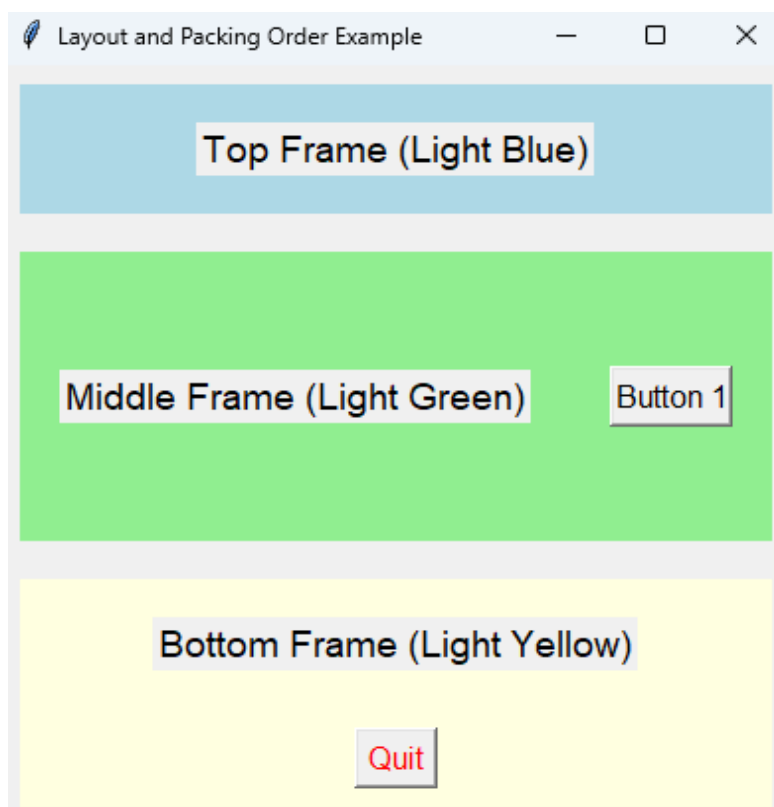 Layout and Packing Order Example
Top Frame (Light Blue)
Middle Frame (Light Green)
Button 1
Bottom Frame (Light Yellow)
Quit